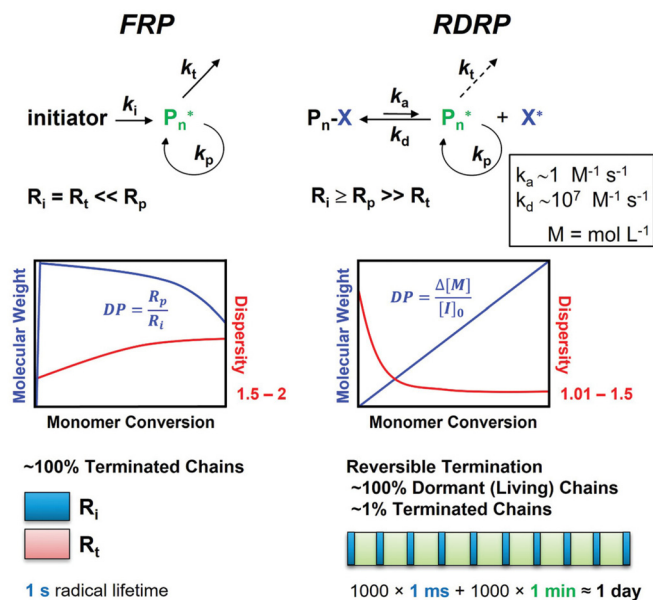 FRP
initiator
kᵢ
Pₙ*
kₜ
kₚ
Rᵢ = Rₜ << Rₚ
RDRP
Pₙ-X
kₐ
k_d
Pₙ*
+ X*
kₜ
kₚ
Rᵢ ≥ Rₚ >> Rₜ
kₐ ~1 M⁻¹ s⁻¹
k_d ~10⁷ M⁻¹ s⁻¹
M = mol L⁻¹
Molecular Weight
DP = Rₚ/Rᵢ
Dispersity
1.5 – 2
Monomer Conversion
Molecular Weight
DP = Δ[M]/[I]₀
Dispersity
1.01 – 1.5
Monomer Conversion
~100% Terminated Chains
Rᵢ
Rₜ
1 s radical lifetime
Reversible Termination
~100% Dormant (Living) Chains
~1% Terminated Chains
1000 × 1 ms + 1000 × 1 min ≈ 1 day